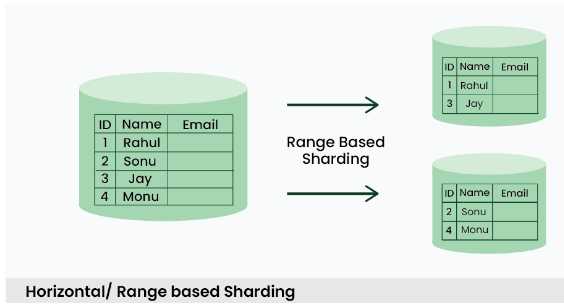 ID Name Email
1 Rahul
2 Sonu
3 Jay
4 Monu
Range Based
Sharding
ID Name Email
1 Rahul
3 Jay
ID Name Email
2 Sonu
4 Monu
Horizontal/ Range based Sharding